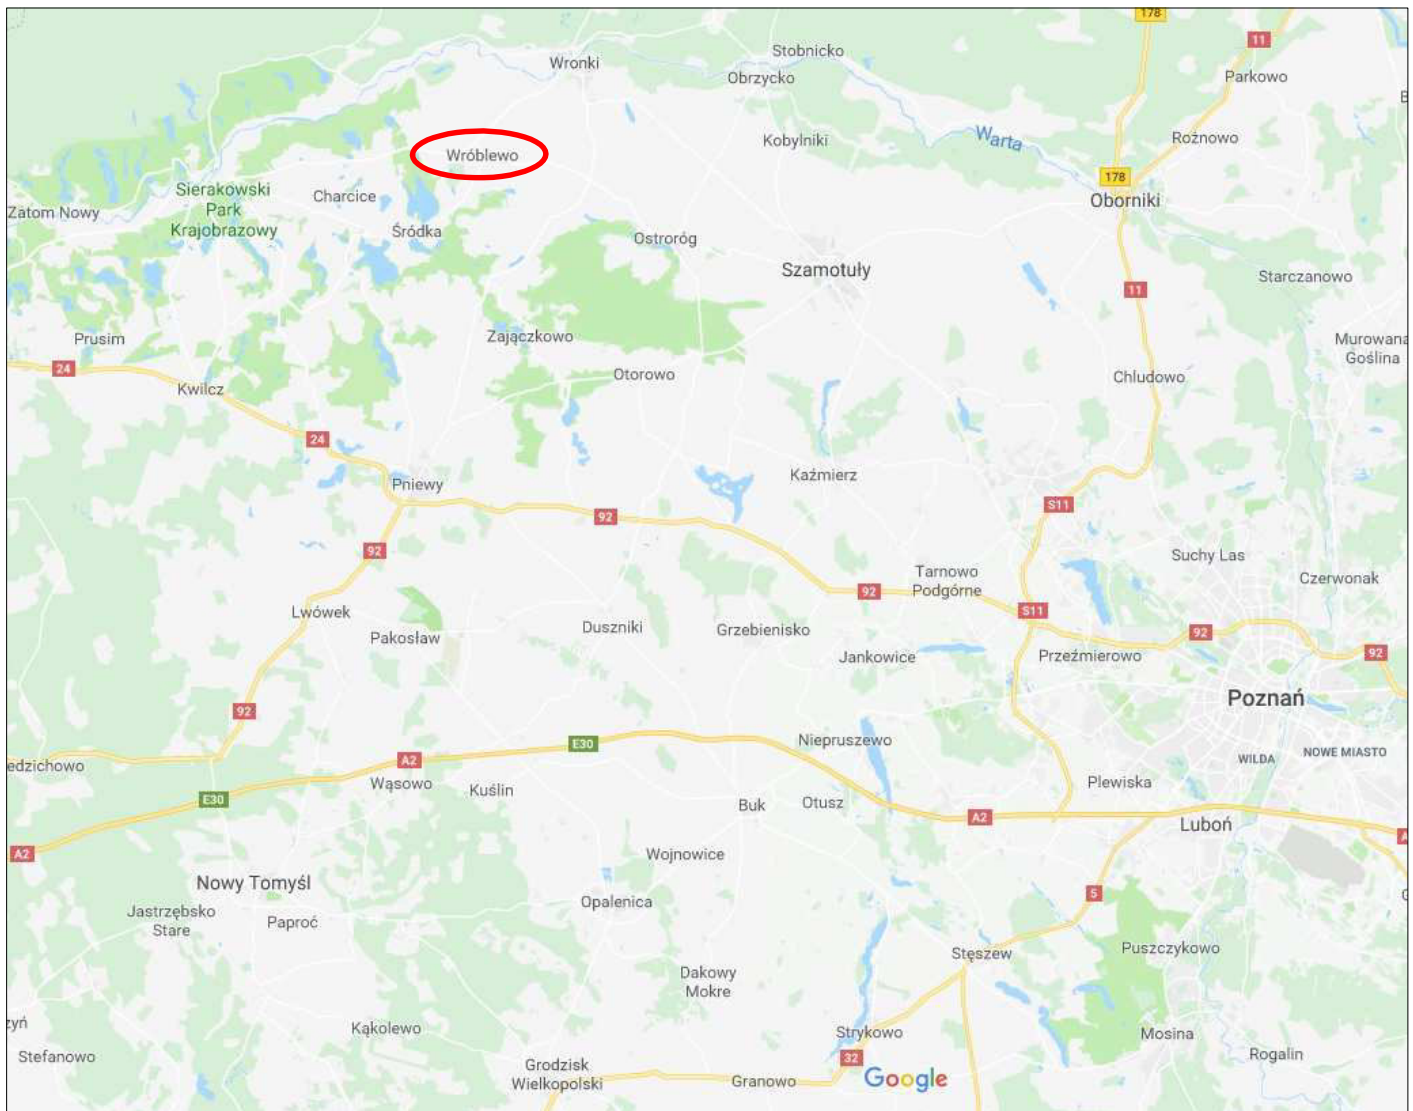 178
11
Stobnicko
Wronki
Obrzycko
Parkowo
Warta
Rożnowo
Kobylniki
Wróblewo
178
Sierakowski
Park
Krajobrazowy
Charcice
Oborniki
Zatom Nowy
Śródka
Ostroróg
Szamotuły
Starczanowo
11
Prusim
Zajączkowo
Murowana
Goślina
24
Otorowo
Chludowo
Kwilcz
24
Kaźmierz
Pniewy
S11
92
92
Suchy Las
Tarnowo
Podgórne
Czerwonak
92
Lwówek
S11
Pakosław
Duszniki
Grzebienisko
92
Jankowice
Przeźmierowo
92
Poznań
92
Niepruszewo
E30
NOWE MIASTO
WILDA
edzichowo
A2
Wąsowo
Kuślin
Plewiska
E30
Buk
Otusz
A2
Luboń
A2
Wojnowice
Nowy Tomyśl
5
Opalenica
Jastrzębsko
Stare
Paproć
Puszczykowo
Stęszew
Dakowy
Mokre
zyń
Kąkolewo
Strykowo
Mosina
Stefanowo
Rogalin
32
Grodzisk
Wielkopolski
Granowo
Google